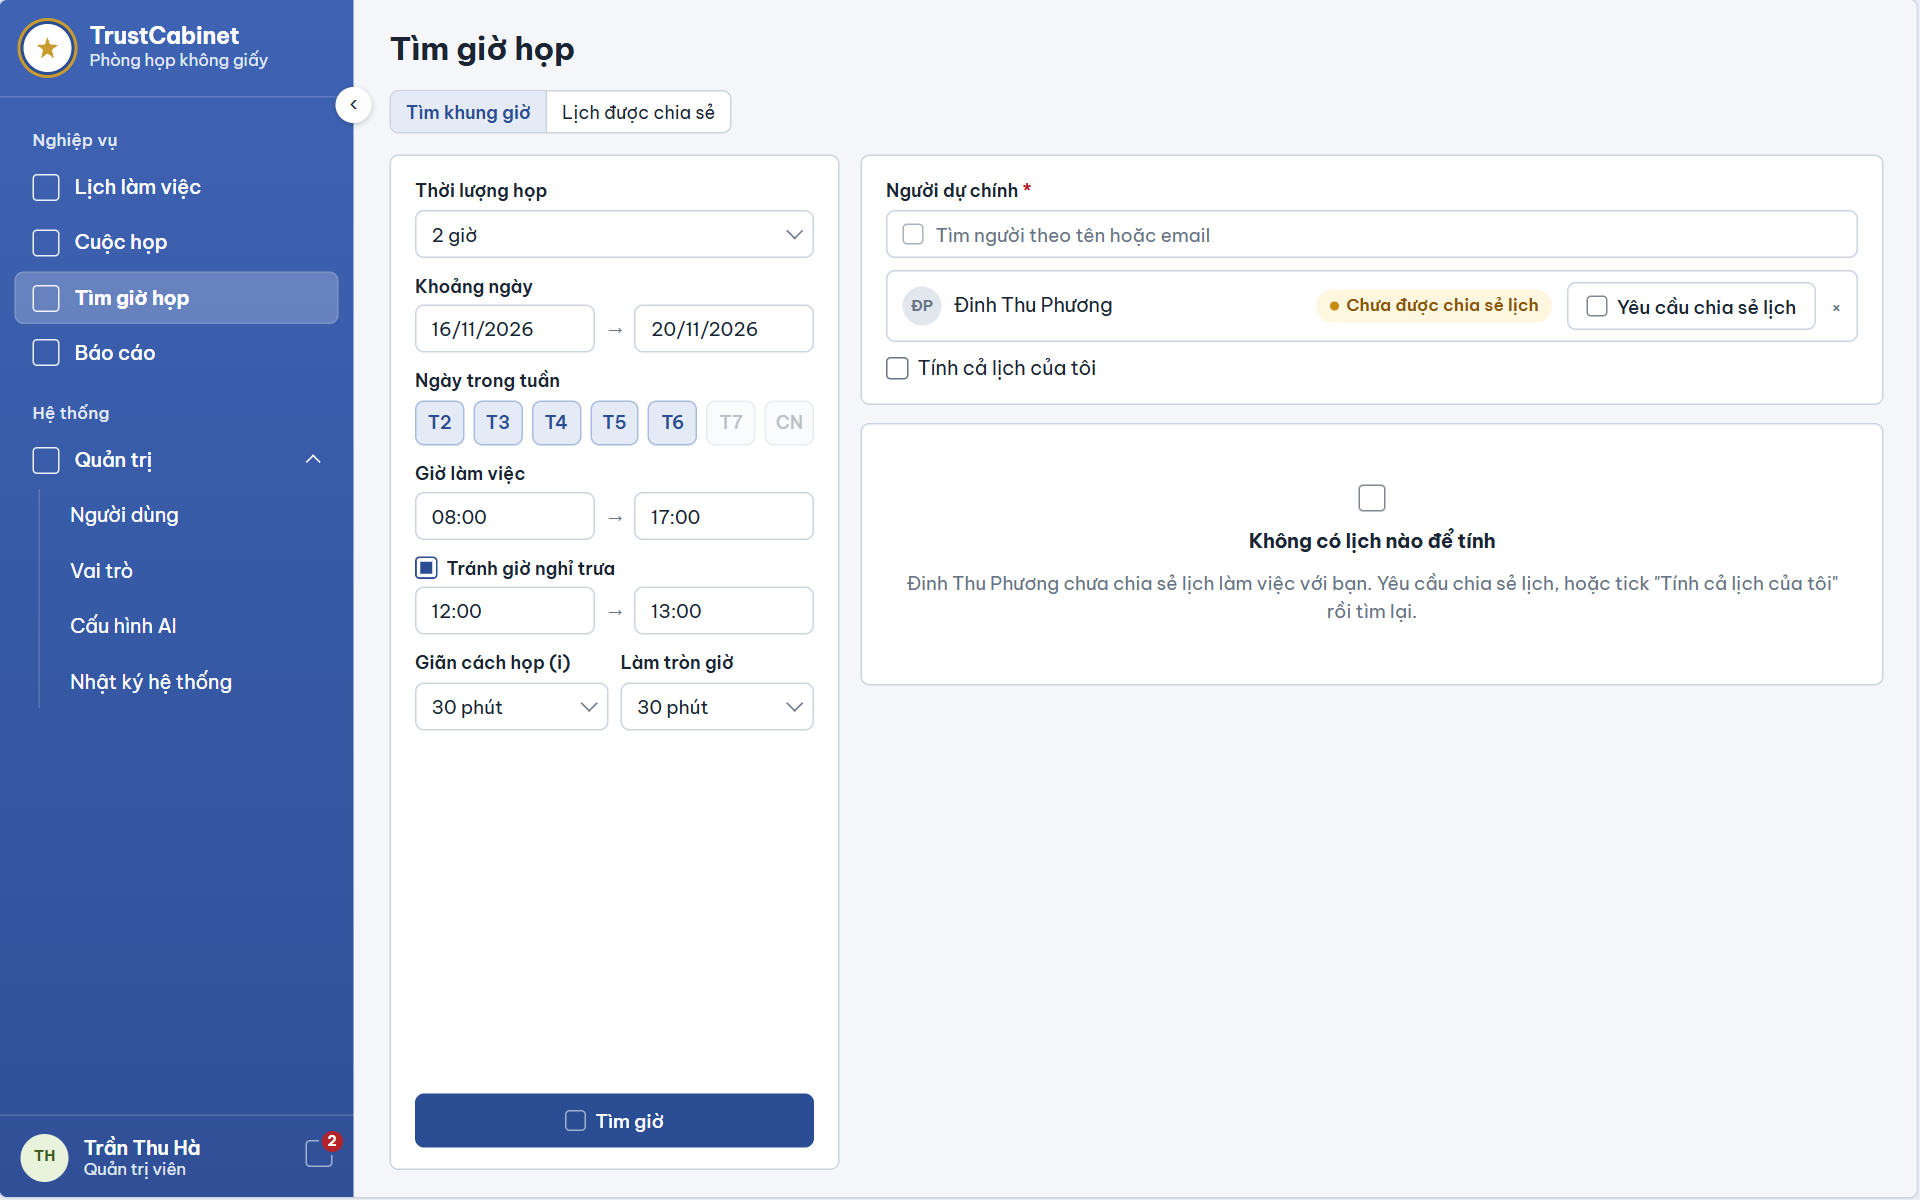 TrustCabinet
Phòng họp không giấy
Nghiệp vụ
Lịch làm việc
Cuộc họp
Tìm giờ họp
Báo cáo
Hệ thống
Quản trị
Người dùng
Vai trò
Cấu hình AI
Nhật ký hệ thống
TH
Trần Thu Hà
Quản trị viên
2
Tìm giờ họp
Tìm khung giờ
Lịch được chia sẻ
Thời lượng họp
2 giờ
Khoảng ngày
16/11/2026 → 20/11/2026
Ngày trong tuần
T2 T3 T4 T5 T6 T7 CN
Giờ làm việc
08:00 → 17:00
Tránh giờ nghỉ trưa
12:00 → 13:00
Giãn cách họp (i) Làm tròn giờ
30 phút 30 phút
Tìm giờ
Người dự chính *
Tìm người theo tên hoặc email
ĐP Đinh Thu Phương Chưa được chia sẻ lịch Yêu cầu chia sẻ lịch ×
Tính cả lịch của tôi
Không có lịch nào để tính
Đinh Thu Phương chưa chia sẻ lịch làm việc với bạn. Yêu cầu chia sẻ lịch, hoặc tick "Tính cả lịch của tôi"
rồi tìm lại.